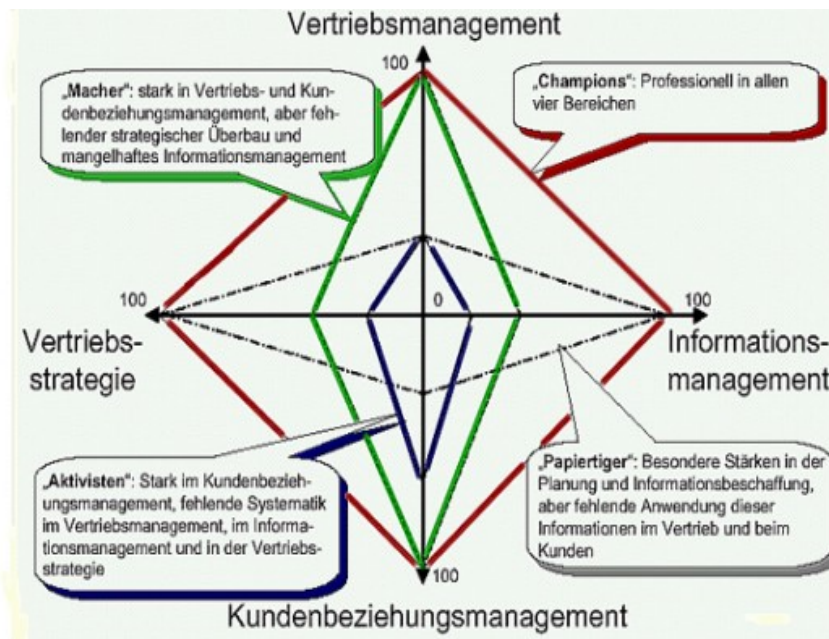 Vertriebsmanagement
100
„Macher“: stark in Vertriebs- und Kun-
denbeziehungsmanagement, aber feh-
lender strategischer Überbau und
mangelhaftes Informationsmanagement
„Champions“: Professionell in allen
vier Bereichen
100
0
100
Vertriebs-
strategie
Informations-
management
„Aktivisten“: Stark im Kundenbezieh-
ungsmanagement, fehlende Systematik
im Vertriebsmanagement, im Informa-
tionsmanagement und in der Vertriebs-
strategie
„Papiertiger“: Besondere Stärken in der
Planung und Informationsbeschaffung,
aber fehlende Anwendung dieser
Informationen im Vertrieb und beim
Kunden
100
Kundenbeziehungsmanagement